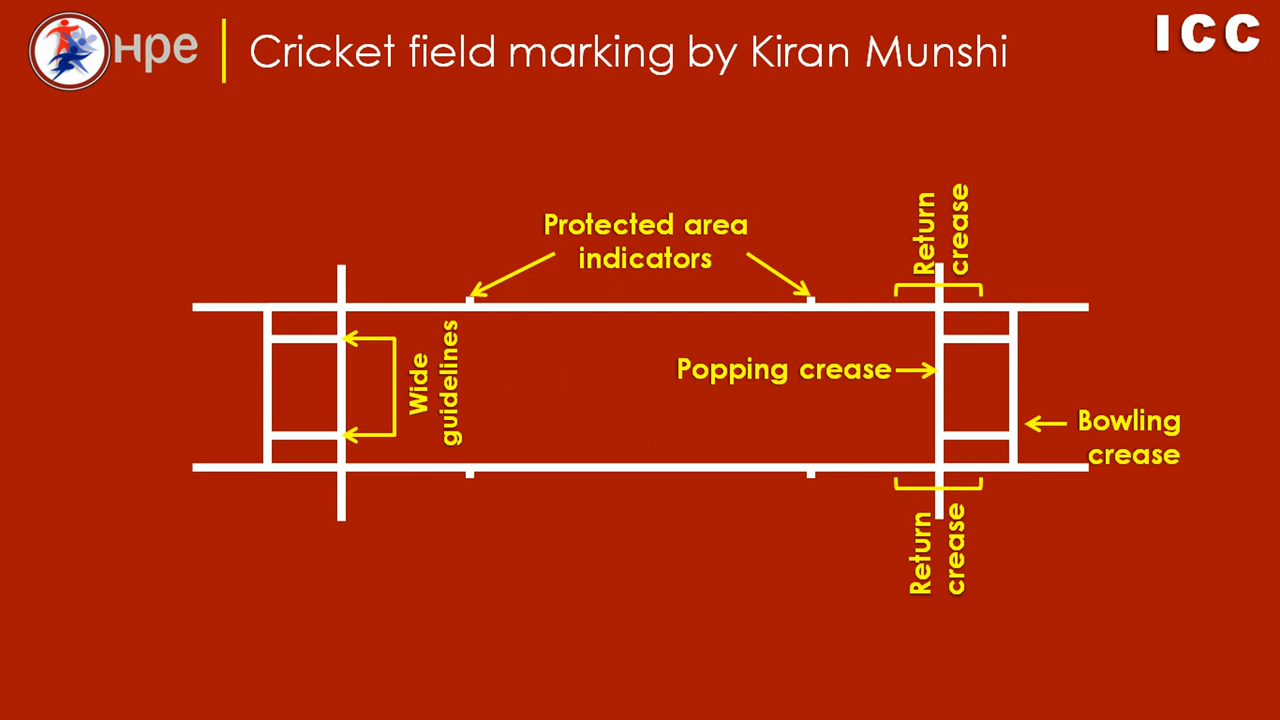 HPE
Cricket field marking by Kiran Munshi
ICC
Protected area
indicators
Return
crease
Wide
guidelines
Popping crease
Bowling
crease
Return
crease